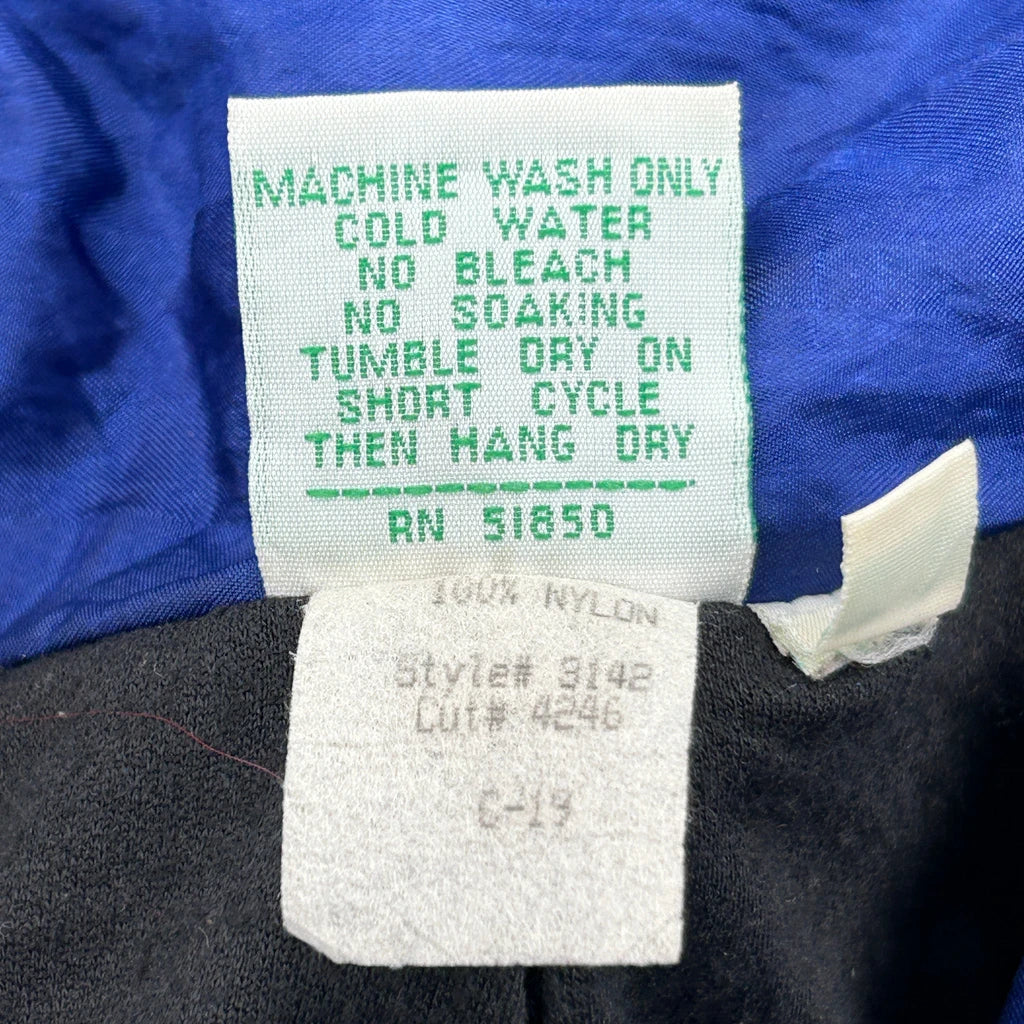 MACHINE WASH ONLY
COLD WATER
NO BLEACH
NO SOAKING
TUMBLE DRY ON
SHORT CYCLE
THEN HANG DRY
RN 51850
100% NYLON
Style# 3142
Cut# 4246
C-19